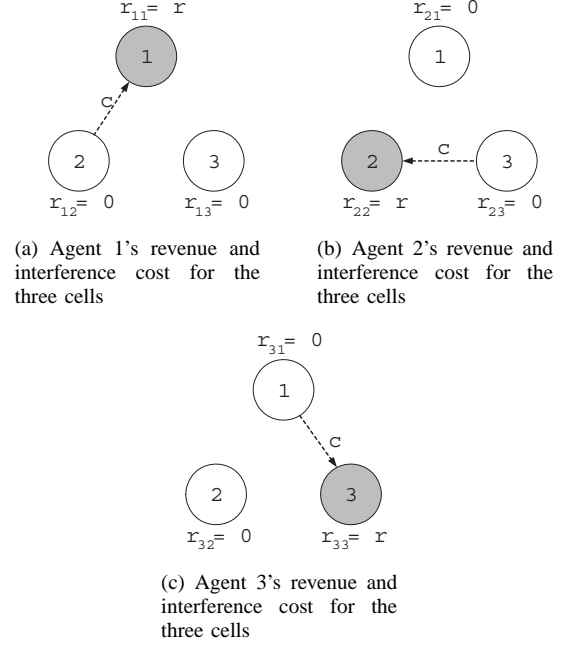 r₁₁= r
1
c
2
3
r₁₂= 0
r₁₃= 0
(a) Agent 1's revenue and
interference cost for the
three cells
r₂₁= 0
1
c
2
3
r₂₂= r
r₂₃= 0
(b) Agent 2's revenue and
interference cost for the
three cells
r₃₁= 0
1
c
2
3
r₃₂= 0
r₃₃= r
(c) Agent 3's revenue and
interference cost for the
three cells